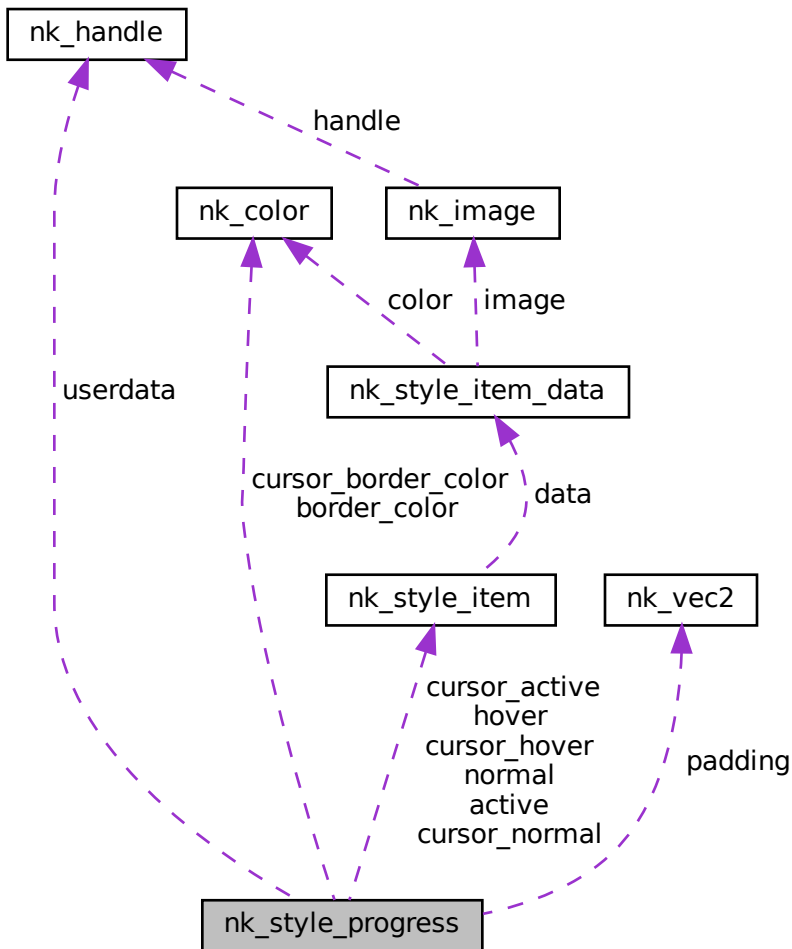 nk_handle
handle
nk_color
nk_image
color
image
userdata
nk_style_item_data
cursor_border_color
border_color
data
nk_style_item
nk_vec2
cursor_active
hover
cursor_hover
normal
active
cursor_normal
padding
nk_style_progress